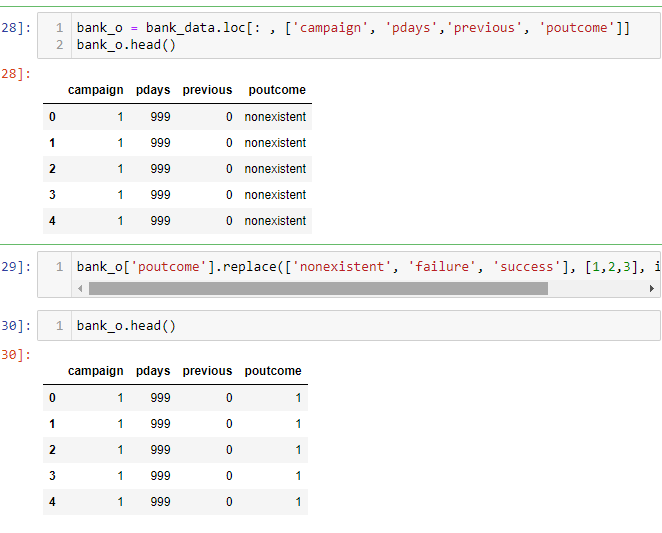 28]: 1 bank_o = bank_data.loc[: , ['campaign', 'pdays','previous', 'poutcome']]
2 bank_o.head()
28]:
campaign pdays previous poutcome
0 1 999 0 nonexistent
1 1 999 0 nonexistent
2 1 999 0 nonexistent
3 1 999 0 nonexistent
4 1 999 0 nonexistent
29]: 1 bank_o['poutcome'].replace(['nonexistent', 'failure', 'success'], [1,2,3], i
30]: 1 bank_o.head()
30]:
campaign pdays previous poutcome
0 1 999 0 1
1 1 999 0 1
2 1 999 0 1
3 1 999 0 1
4 1 999 0 1